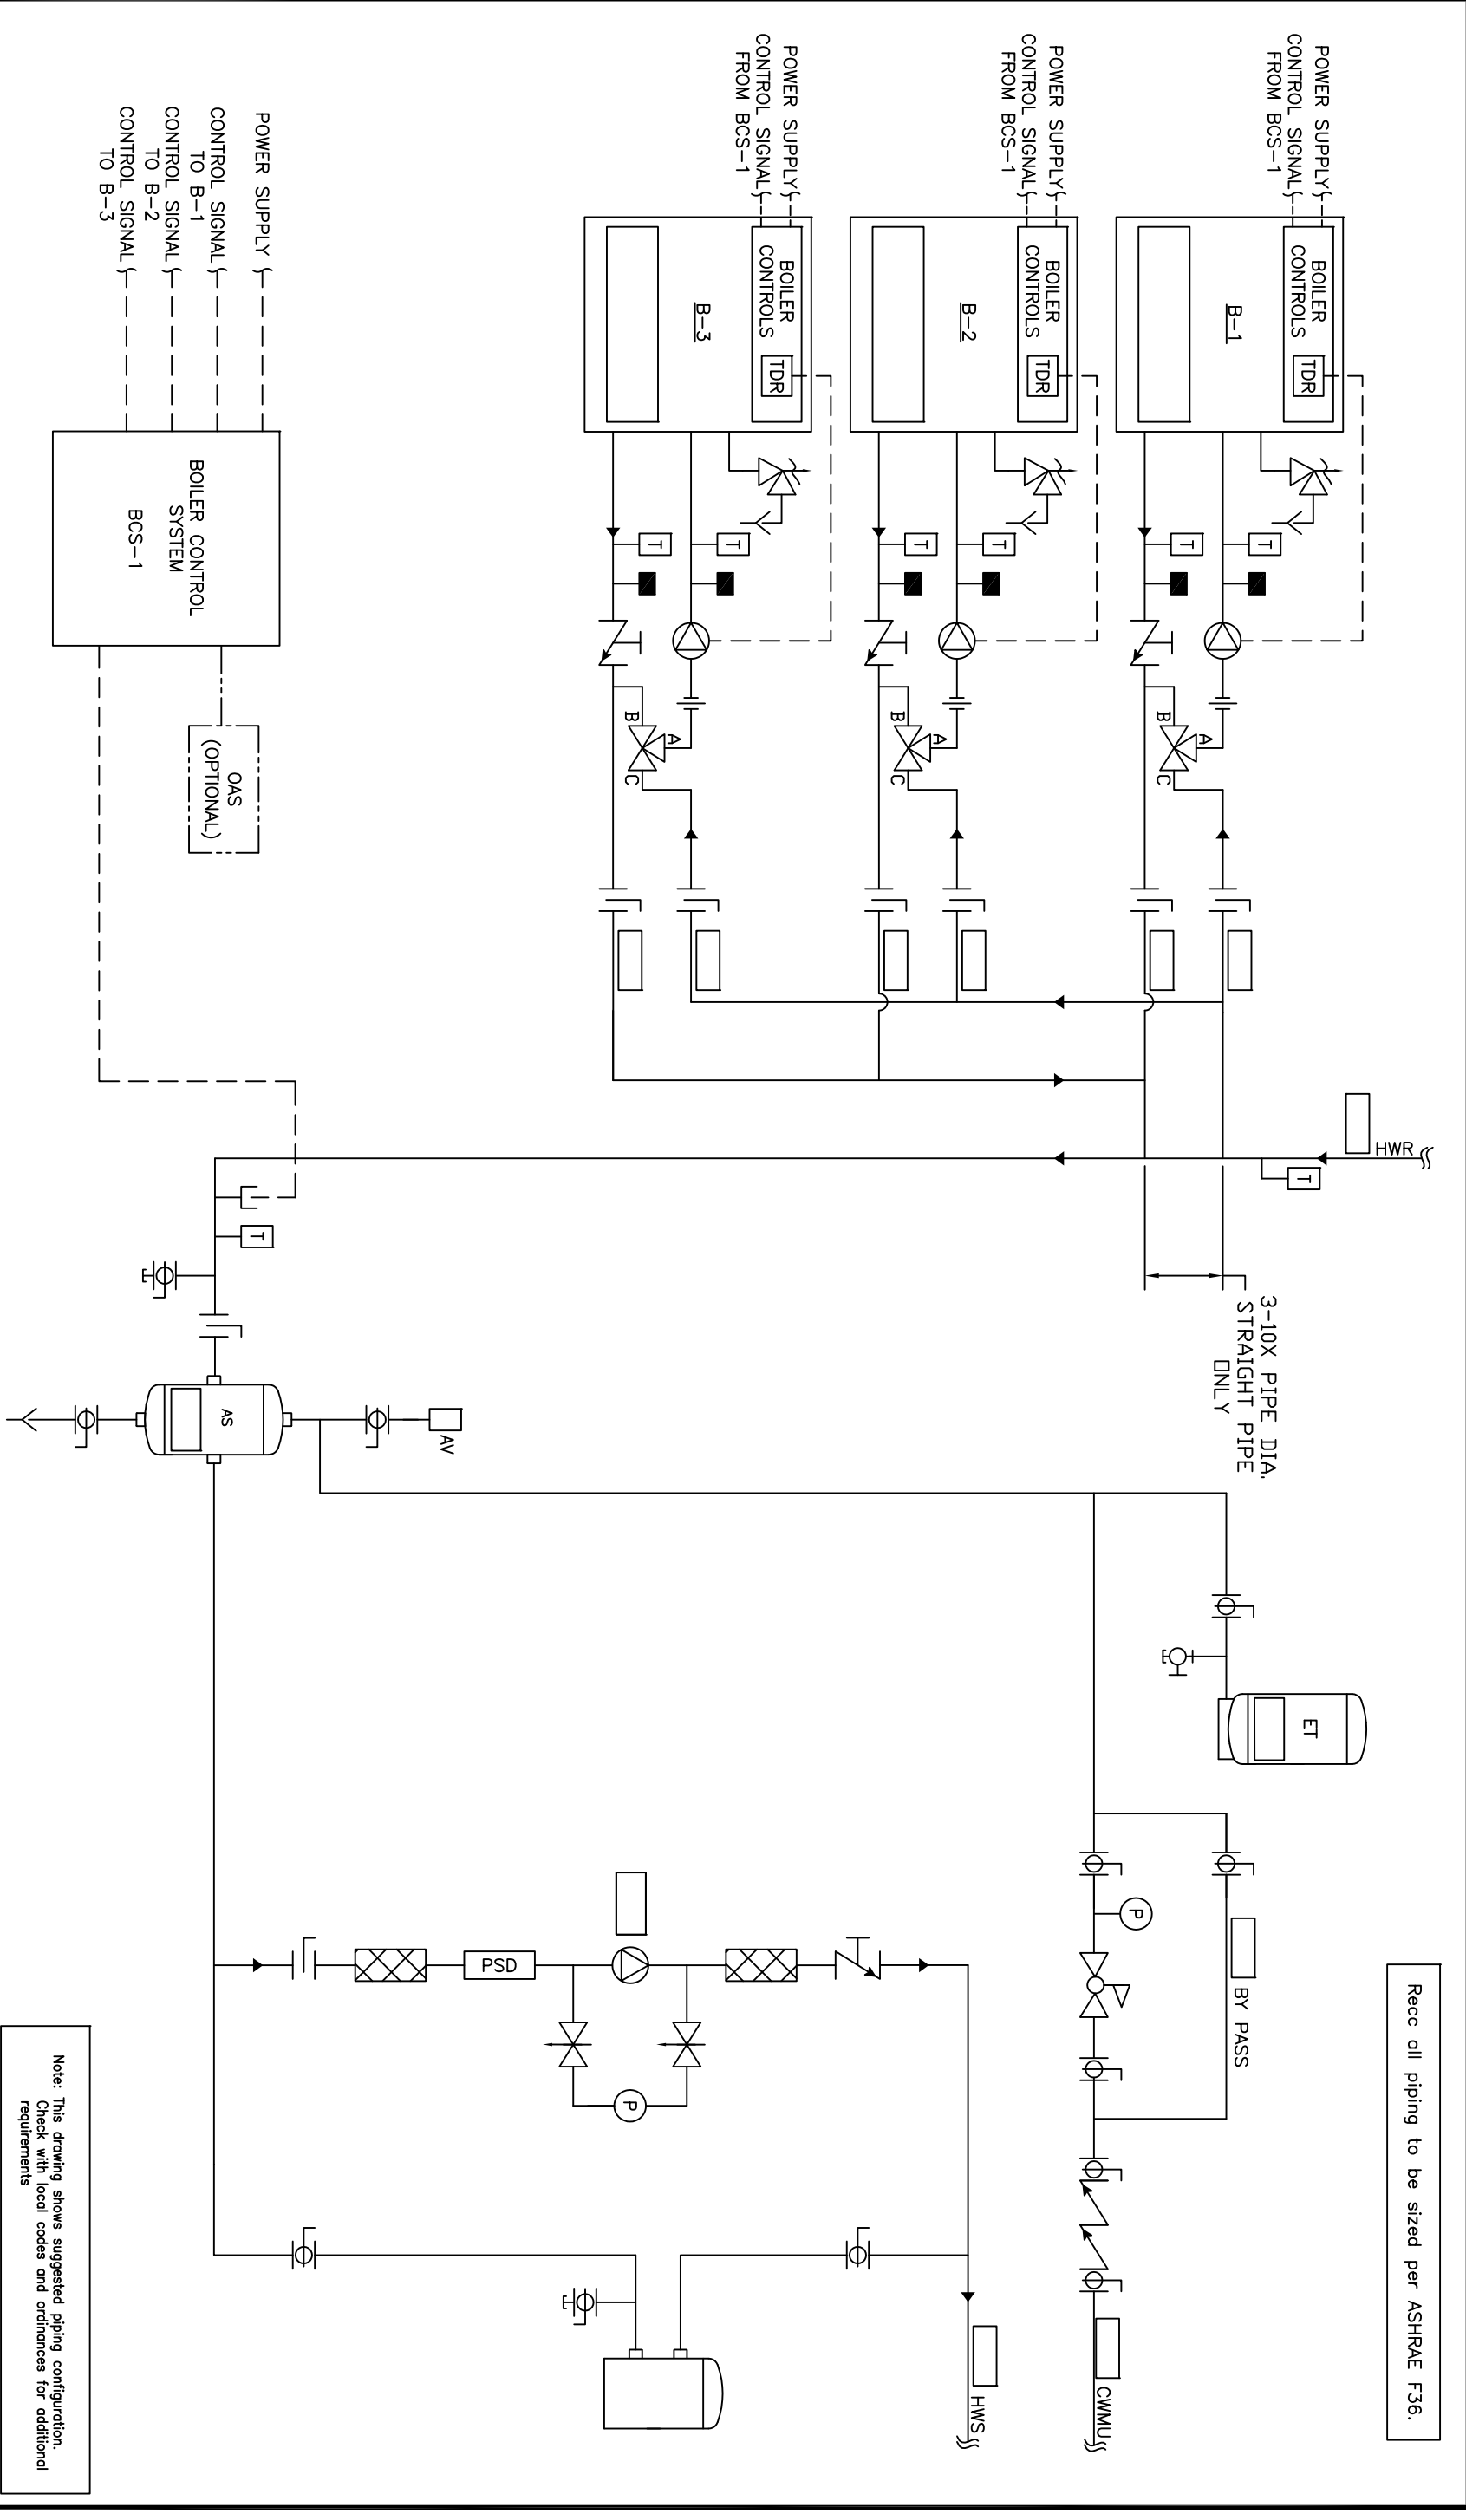 Recc all piping to be sized per ASHRAE F36.
POWER SUPPLY
CONTROL SIGNAL
FROM BCS-1
BOILER
CONTROLS
TDR
B-1
T
T
A
B
C
POWER SUPPLY
CONTROL SIGNAL
FROM BCS-1
BOILER
CONTROLS
TDR
B-2
T
T
A
B
C
POWER SUPPLY
CONTROL SIGNAL
FROM BCS-1
BOILER
CONTROLS
TDR
B-3
T
T
A
B
C
HWR
T
3-10X PIPE DIA.
STRAIGHT PIPE
ONLY
ET
BY PASS
P
CWMU
HWS
PSD
P
AV
AS
T
POWER SUPPLY
CONTROL SIGNAL
TO B-1
CONTROL SIGNAL
TO B-2
CONTROL SIGNAL
TO B-3
BOILER CONTROL
SYSTEM
BCS-1
OAS
(OPTIONAL)
Note: This drawing shows suggested piping configuration.
Check with local codes and ordinances for additional
requirements